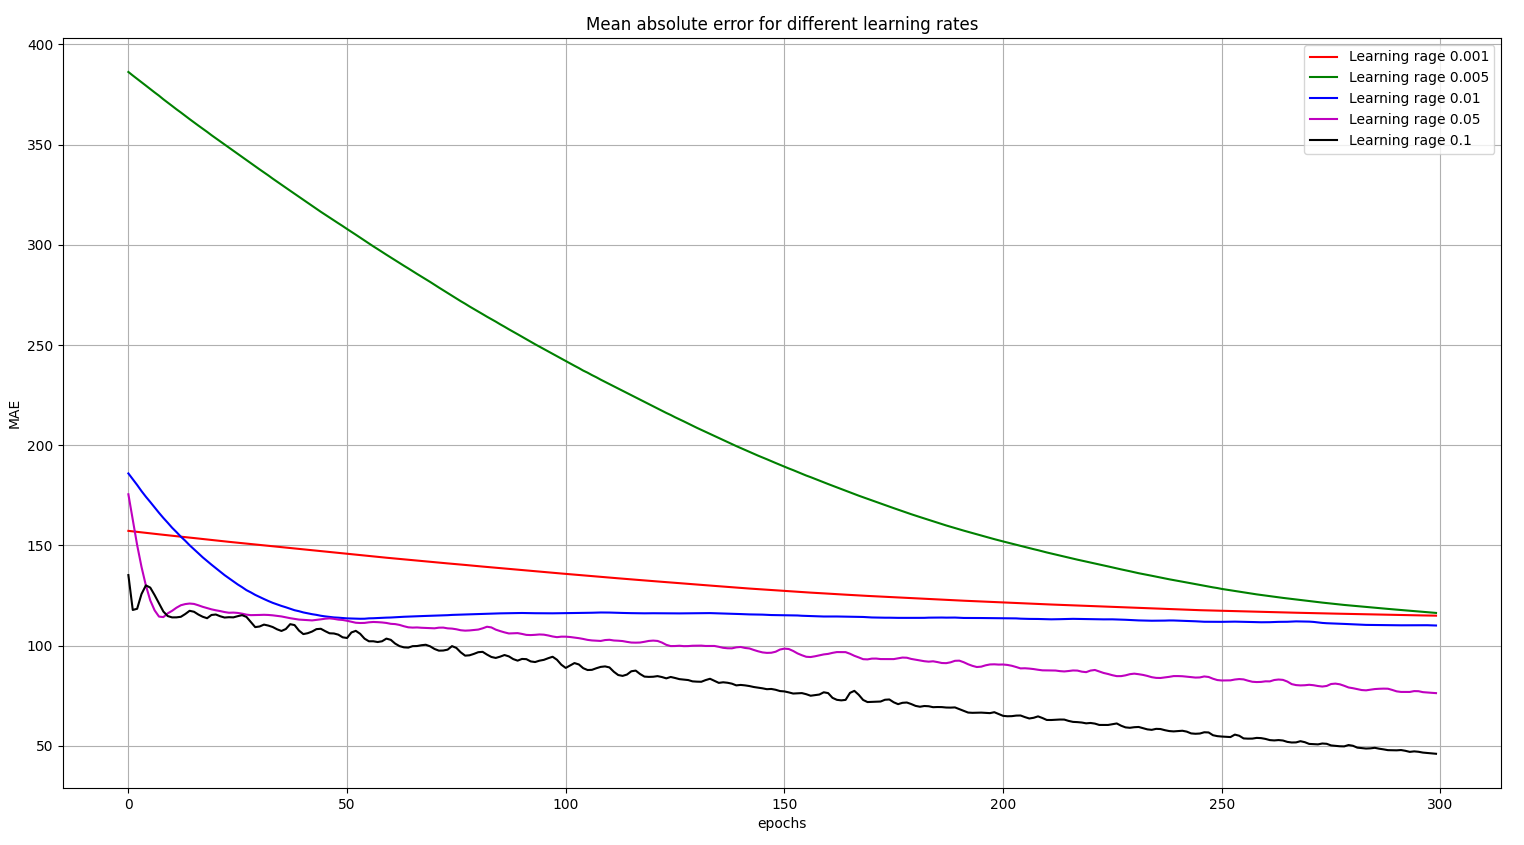 Mean absolute error for different learning rates
400
350
300
250
200
150
100
50
MAE
Learning rage 0.001
Learning rage 0.005
Learning rage 0.01
Learning rage 0.05
Learning rage 0.1
0
50
100
150
200
250
300
epochs